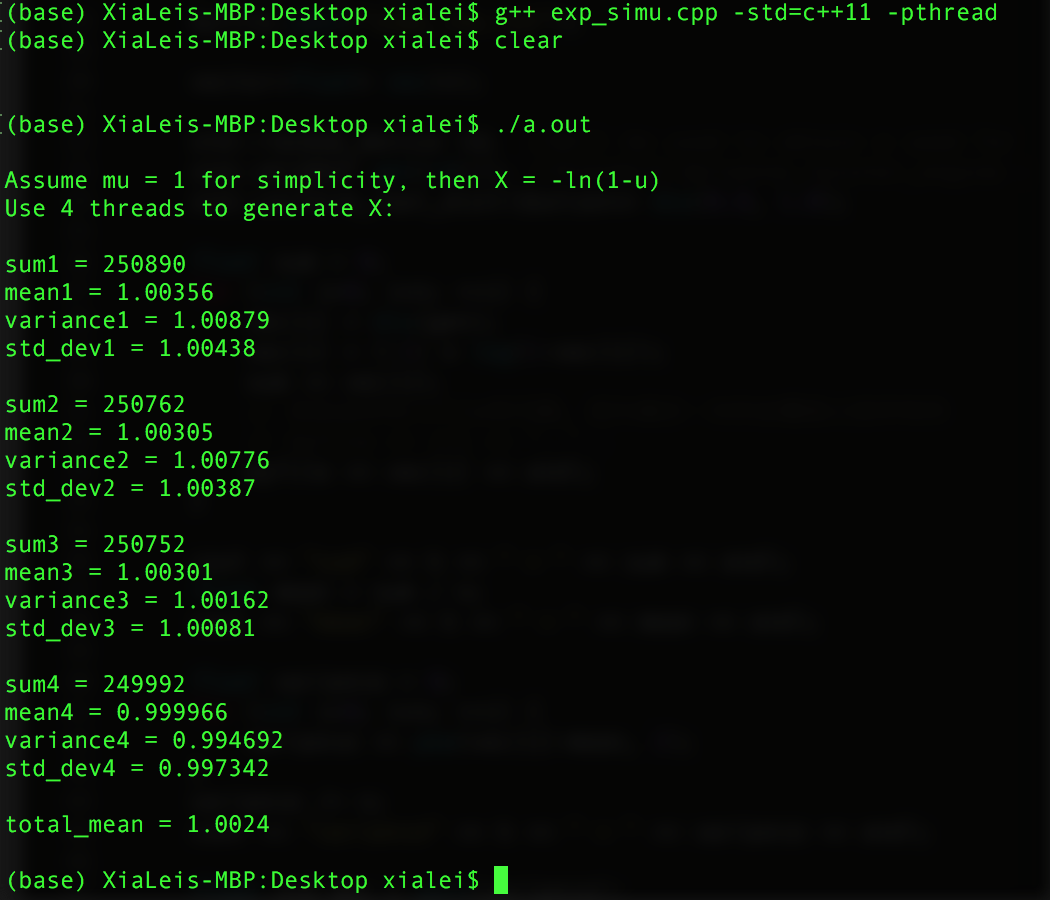 (base) XiaLeis-MBP:Desktop xialei$ g++ exp_simu.cpp -std=c++11 -pthread
[(base) XiaLeis-MBP:Desktop xialei$ clear
[(base) XiaLeis-MBP:Desktop xialei$ ./a.out
Assume mu = 1 for simplicity, then X = -ln(1-u)
Use 4 threads to generate X:
sum1 = 250890
mean1 = 1.00356
variance1 = 1.00879
std_dev1 = 1.00438
sum2 = 250762
mean2 = 1.00305
variance2 = 1.00776
std_dev2 = 1.00387
sum3 = 250752
mean3 = 1.00301
variance3 = 1.00162
std_dev3 = 1.00081
sum4 = 249992
mean4 = 0.999966
variance4 = 0.994692
std_dev4 = 0.997342
total_mean = 1.0024
(base) XiaLeis-MBP:Desktop xialei$